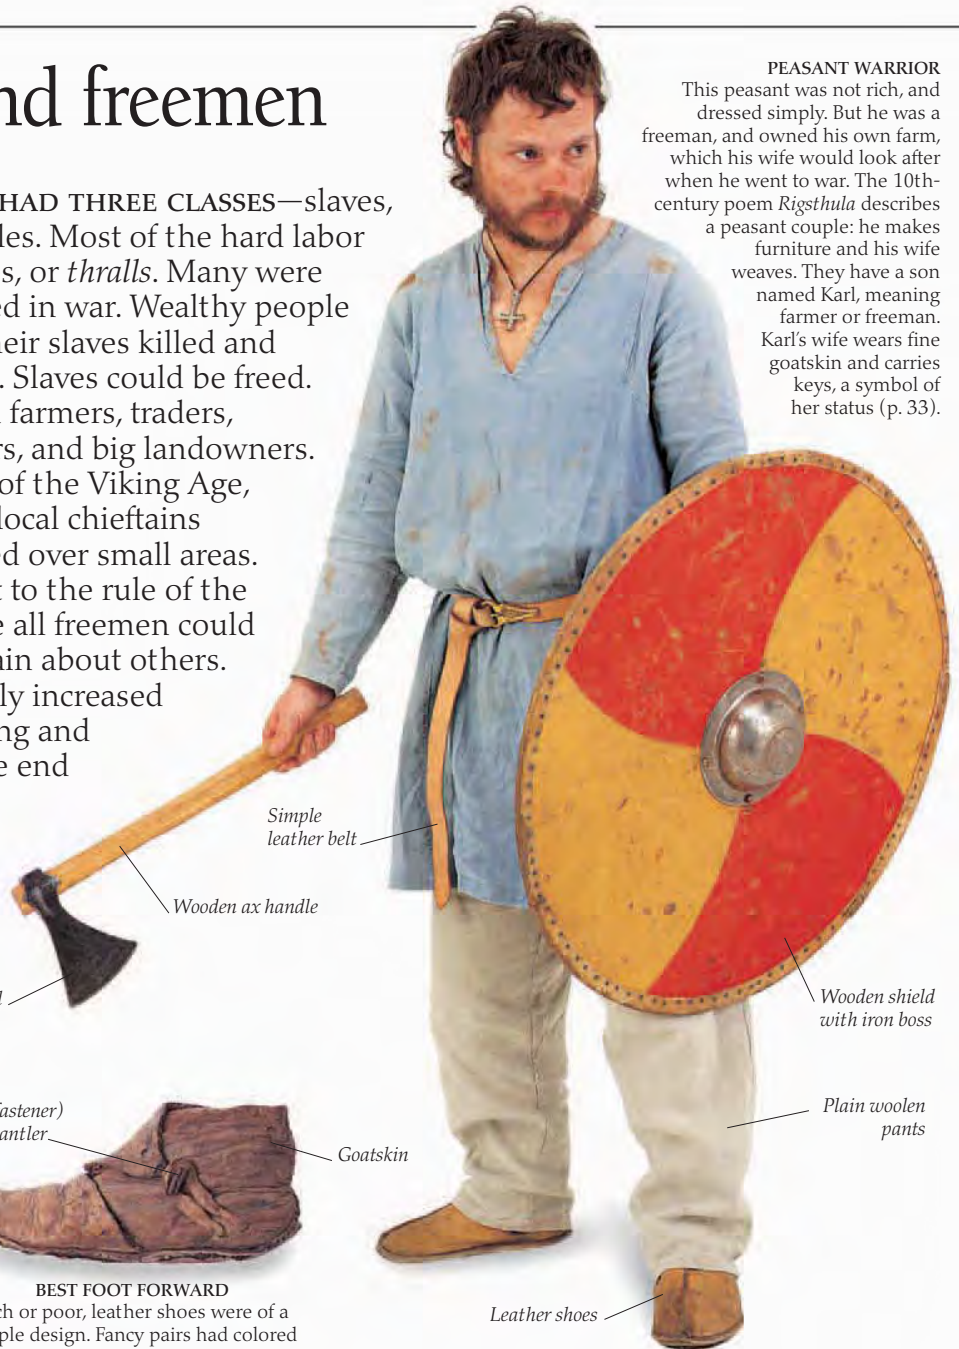 nd freemen
HAD THREE CLASSES—slaves,
les. Most of the hard labor
s, or thralls. Many were
ed in war. Wealthy people
heir slaves killed and
. Slaves could be freed.
farmers, traders,
rs, and big landowners.
of the Viking Age,
local chieftains
ed over small areas.
t to the rule of the
e all freemen could
ain about others.
ly increased
ng and
e end
PEASANT WARRIOR
This peasant was not rich, and
dressed simply. But he was a
freeman, and owned his own farm,
which his wife would look after
when he went to war. The 10th-
century poem Rigsthula describes
a peasant couple: he makes
furniture and his wife
weaves. They have a son
named Karl, meaning
farmer or freeman.
Karl’s wife wears fine
goatskin and carries
keys, a symbol of
her status (p. 33).
Simple
leather belt
Wooden ax handle
Wooden shield
with iron boss
Plain woolen
pants
fastener)
antler
Goatskin
Leather shoes
BEST FOOT FORWARD
ch or poor, leather shoes were of a
ple design. Fancy pairs had colored